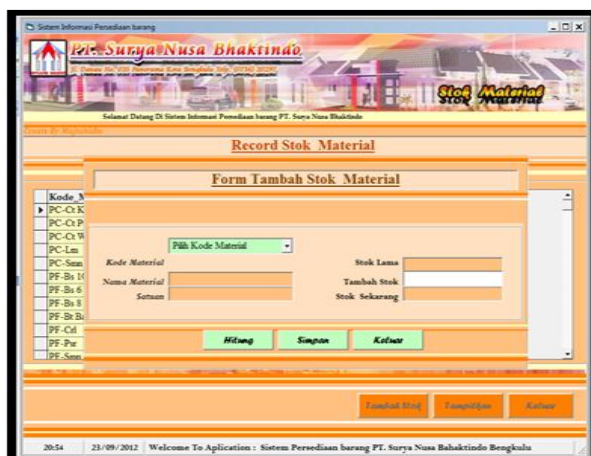 Sistem Informasi Persediaan barang
PT. Surya Nusa Bhaktindo
Stok Material
Selamat Datang Di Sistem Informasi Persediaan barang PT. Surya Nusa Bhaktindo
Record Stok Material
Form Tambah Stok Material
Kode_M
PC-Ct K
PC-Ct P
PC-Ct W
PC-Lm
PC-Smn
PF-Bs 10
PF-Bs 6
PF-Bs 8
PF-Bt Ba
PF-Crl
PF-Pur
PF-Smn
Pilih Kode Material
Kode Material
Nama Material
Satuan
Stok Lama
Tambah Stok
Stok Sekarang
Hitung Simpan Keluar
Tambah Stok Tampilkan Keluar
20:54 23/09/2012 Welcome To Aplication : Sistem Persediaan barang PT. Surya Nusa Bahaktindo Bengkulu